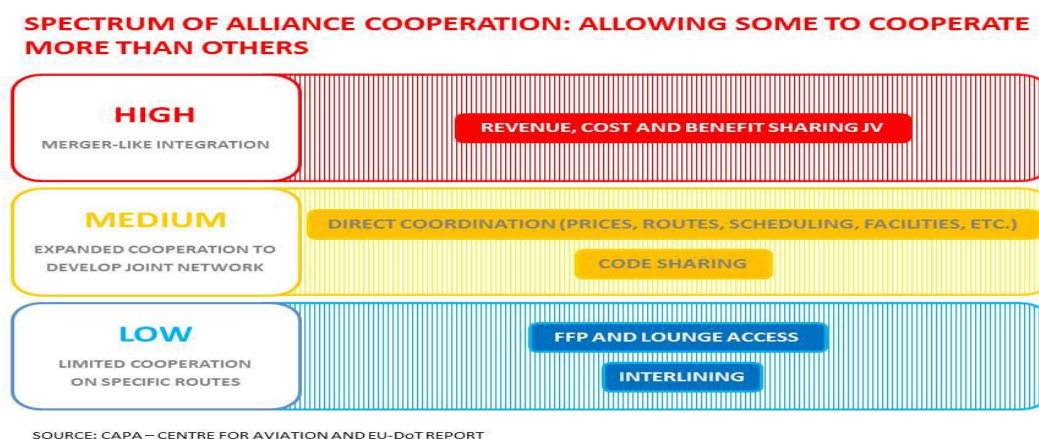 SPECTRUM OF ALLIANCE COOPERATION: ALLOWING SOME TO COOPERATE
MORE THAN OTHERS
HIGH
MERGER-LIKE INTEGRATION
REVENUE, COST AND BENEFIT SHARING JV
MEDIUM
EXPANDED COOPERATION TO
DEVELOP JOINT NETWORK
DIRECT COORDINATION (PRICES, ROUTES, SCHEDULING, FACILITIES, ETC.)
CODE SHARING
LOW
LIMITED COOPERATION
ON SPECIFIC ROUTES
FFP AND LOUNGE ACCESS
INTERLINING
SOURCE: CAPA – CENTRE FOR AVIATION AND EU-DoT REPORT